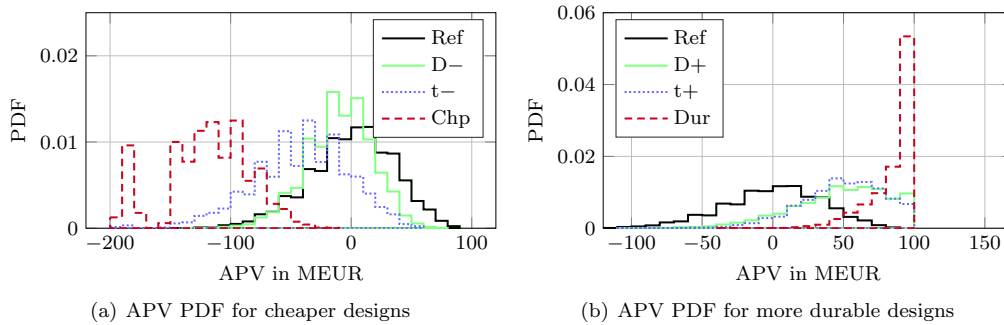 0.02
0.01
0
PDF
−200
−100
0
100
APV in MEUR
Ref
D−
t−
Chp
(a) APV PDF for cheaper designs
0.06
0.04
0.02
0
PDF
−100
−50
0
50
100
150
APV in MEUR
Ref
D+
t+
Dur
(b) APV PDF for more durable designs